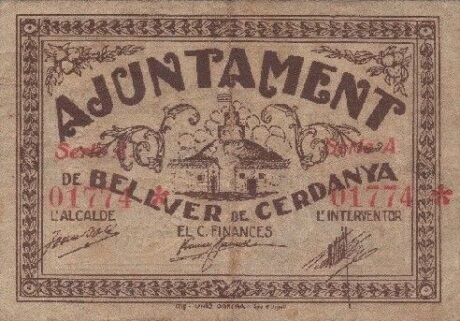 AJUNTAMENT
Serie A Serie A
DE BELLVER DE CERDANYA
01774 * 01774 *
L'ALCALDE EL C. FINANCES L'INTERVENTOR